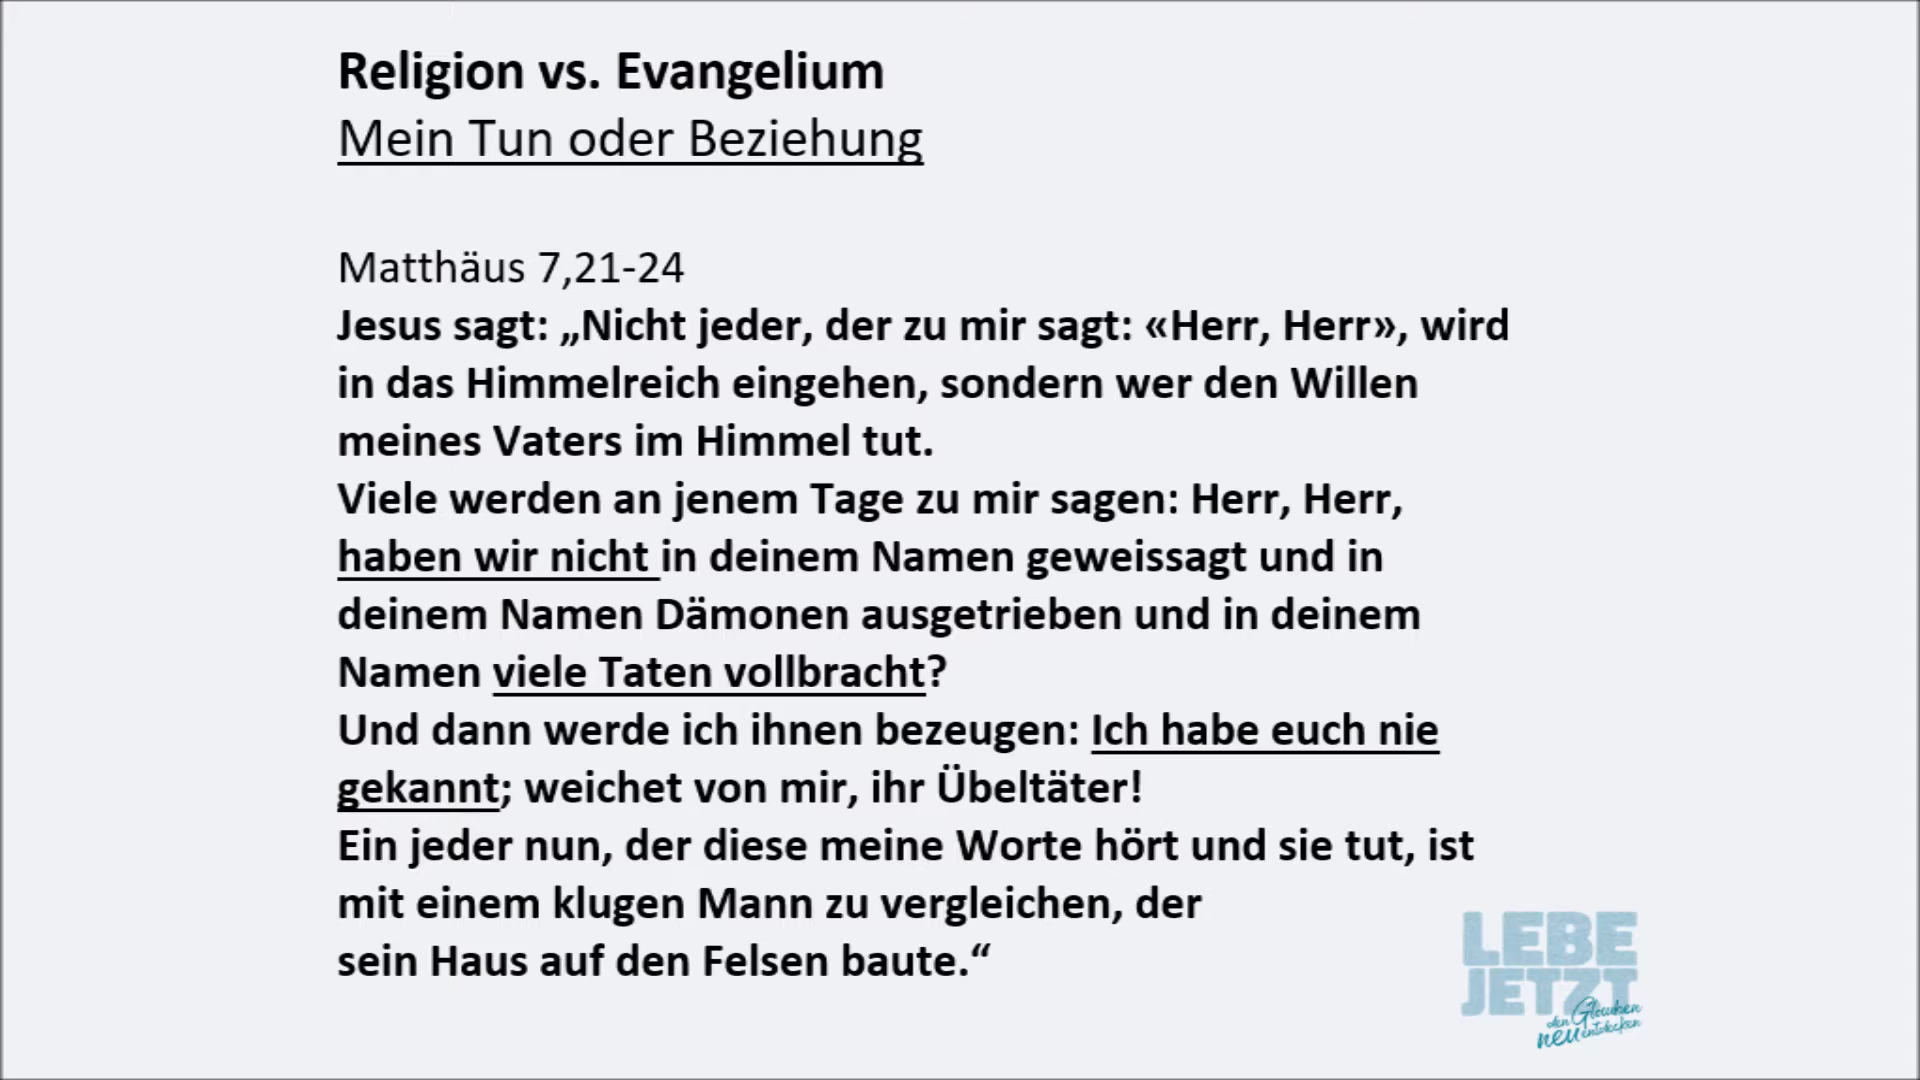 Religion vs. Evangelium
Mein Tun oder Beziehung
Matthäus 7,21-24
Jesus sagt: „Nicht jeder, der zu mir sagt: «Herr, Herr», wird
in das Himmelreich eingehen, sondern wer den Willen
meines Vaters im Himmel tut.
Viele werden an jenem Tage zu mir sagen: Herr, Herr,
haben wir nicht in deinem Namen geweissagt und in
deinem Namen Dämonen ausgetrieben und in deinem
Namen viele Taten vollbracht?
Und dann werde ich ihnen bezeugen: Ich habe euch nie
gekannt; weichet von mir, ihr Übeltäter!
Ein jeder nun, der diese meine Worte hört und sie tut, ist
mit einem klugen Mann zu vergleichen, der
sein Haus auf den Felsen baute.“
LEBE
JETZT
den Glauben
neu entdecken